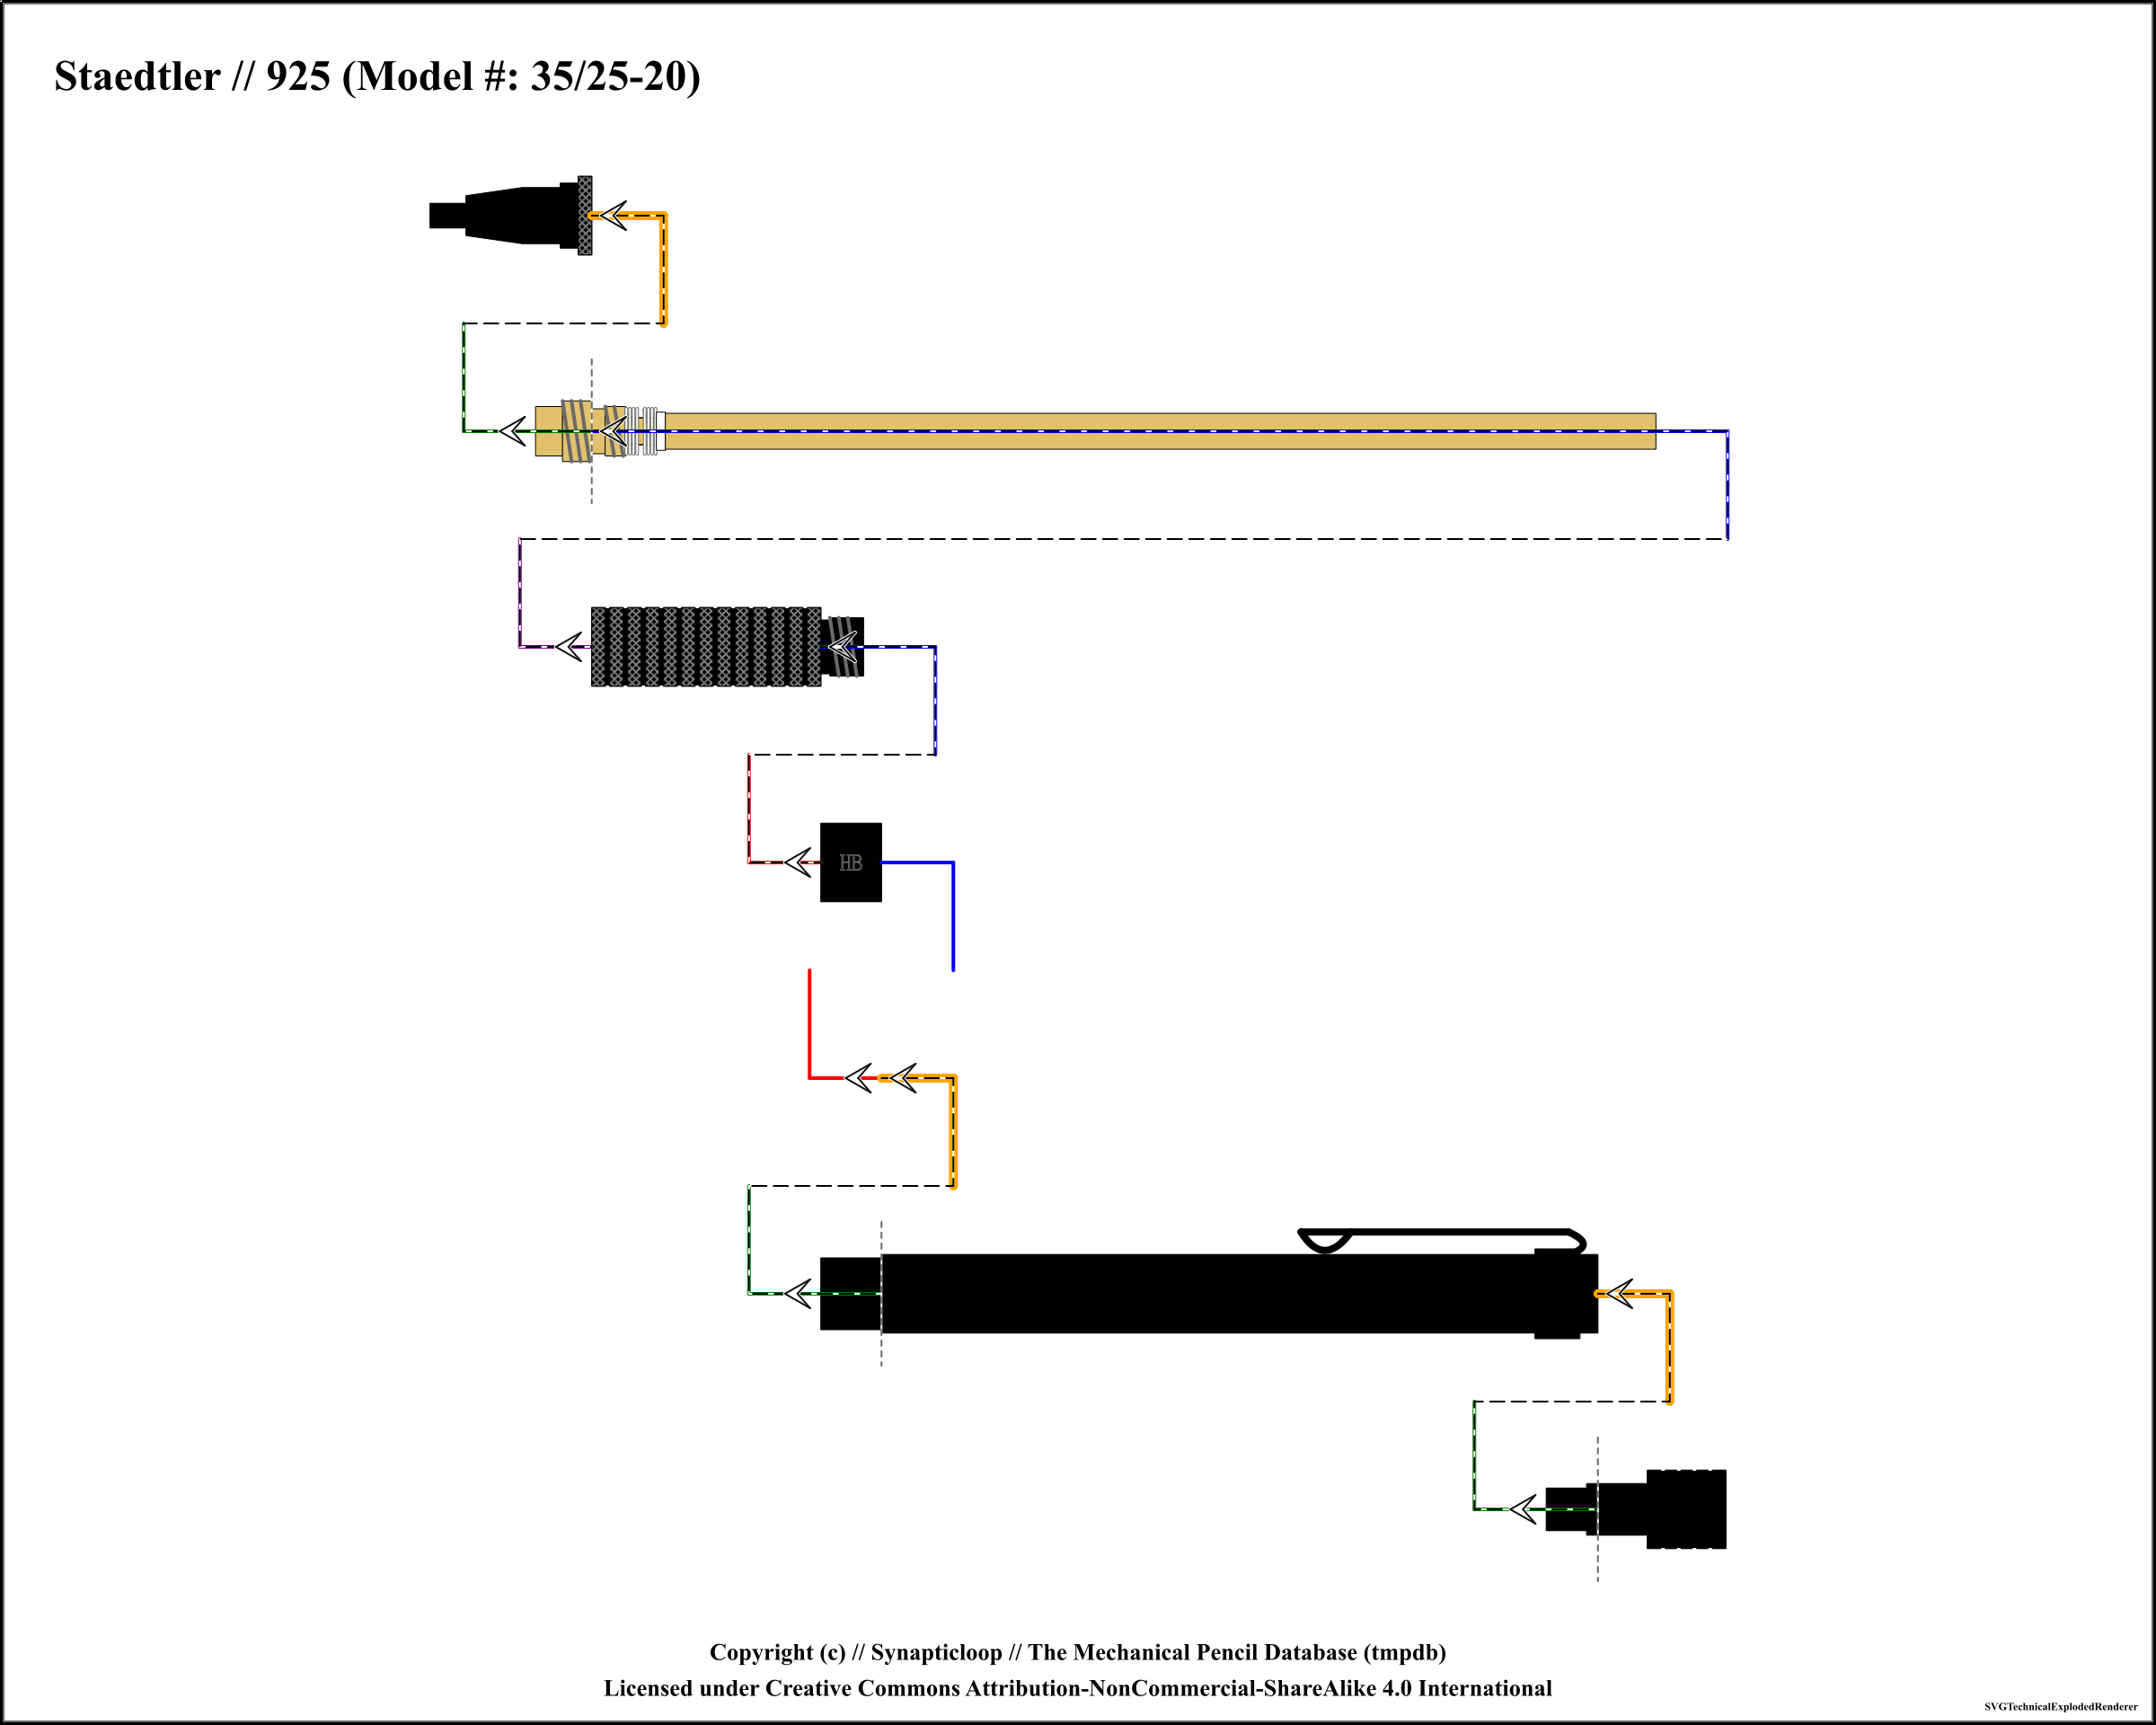 Staedtler // 925 (Model #: 35/25-20)
HB
Copyright (c) // Synapticloop // The Mechanical Pencil Database (tmpdb)
Licensed under Creative Commons Attribution-NonCommercial-ShareAlike 4.0 International
SVGTechnicalExplodedRenderer